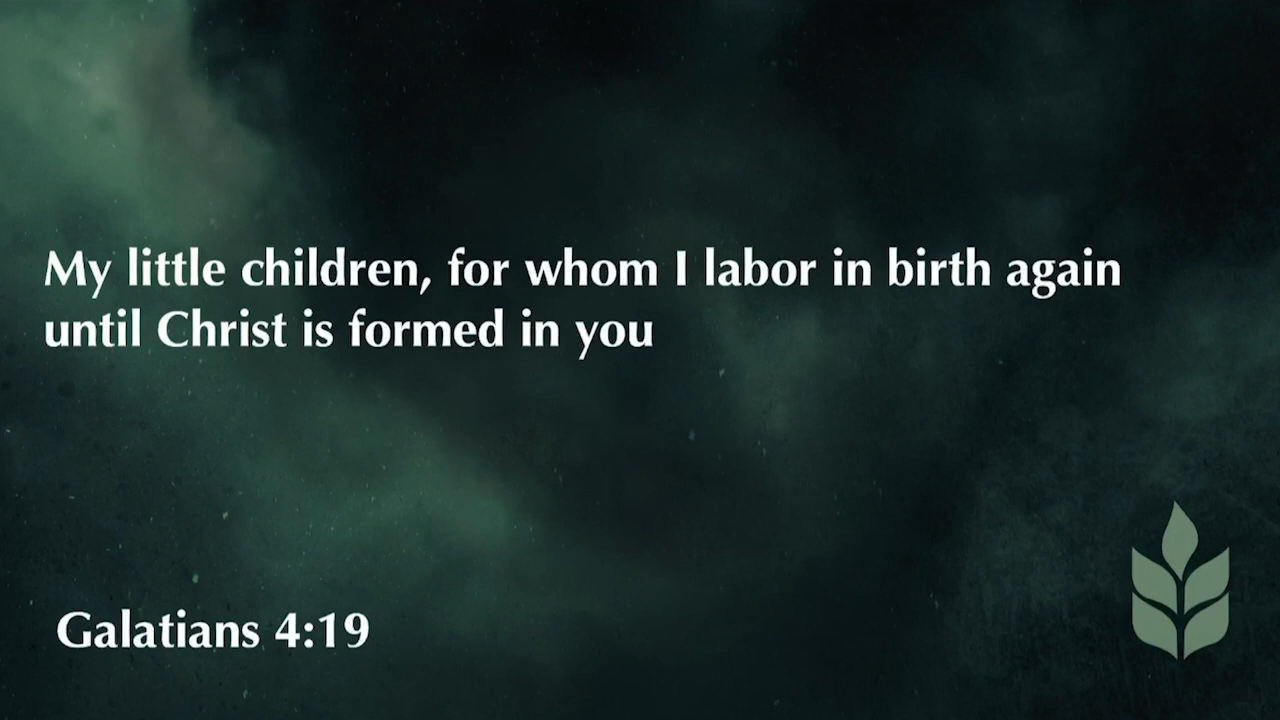 My little children, for whom I labor in birth again
until Christ is formed in you
Galatians 4:19